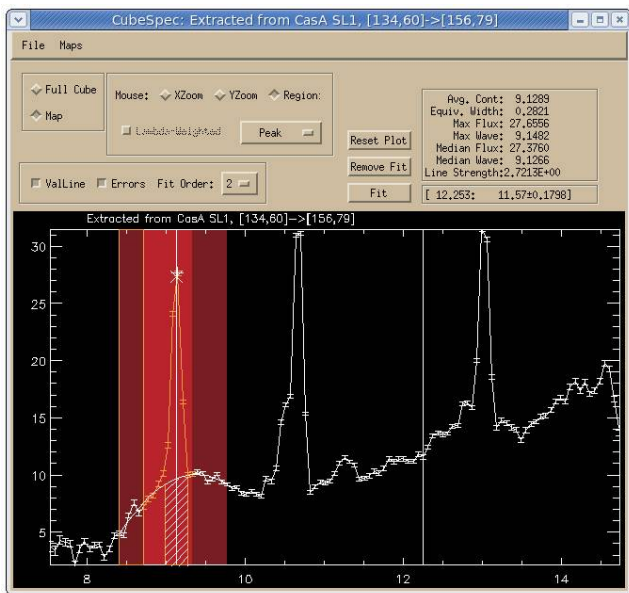 CubeSpec: Extracted from CasA SL1, [134,60]->[156,79]
File Maps
Full Cube
Map
Mouse: XZoom YZoom Region:
Lambda-Weighted Peak
Reset Plot
Remove Fit
Fit
Avg. Cont: 9.1289
Equiv. Width: 0.2821
Max Flux: 27.6556
Max Wave: 9.1482
Median Flux: 27.3760
Median Wave: 9.1266
Line Strength:2.7213E+00
ValLine Errors Fit Order: 2
[ 12.253: 11.57±0.1798]
Extracted from CasA SL1, [134,60]->[156,79]
30
25
20
15
10
5
8 10 12 14